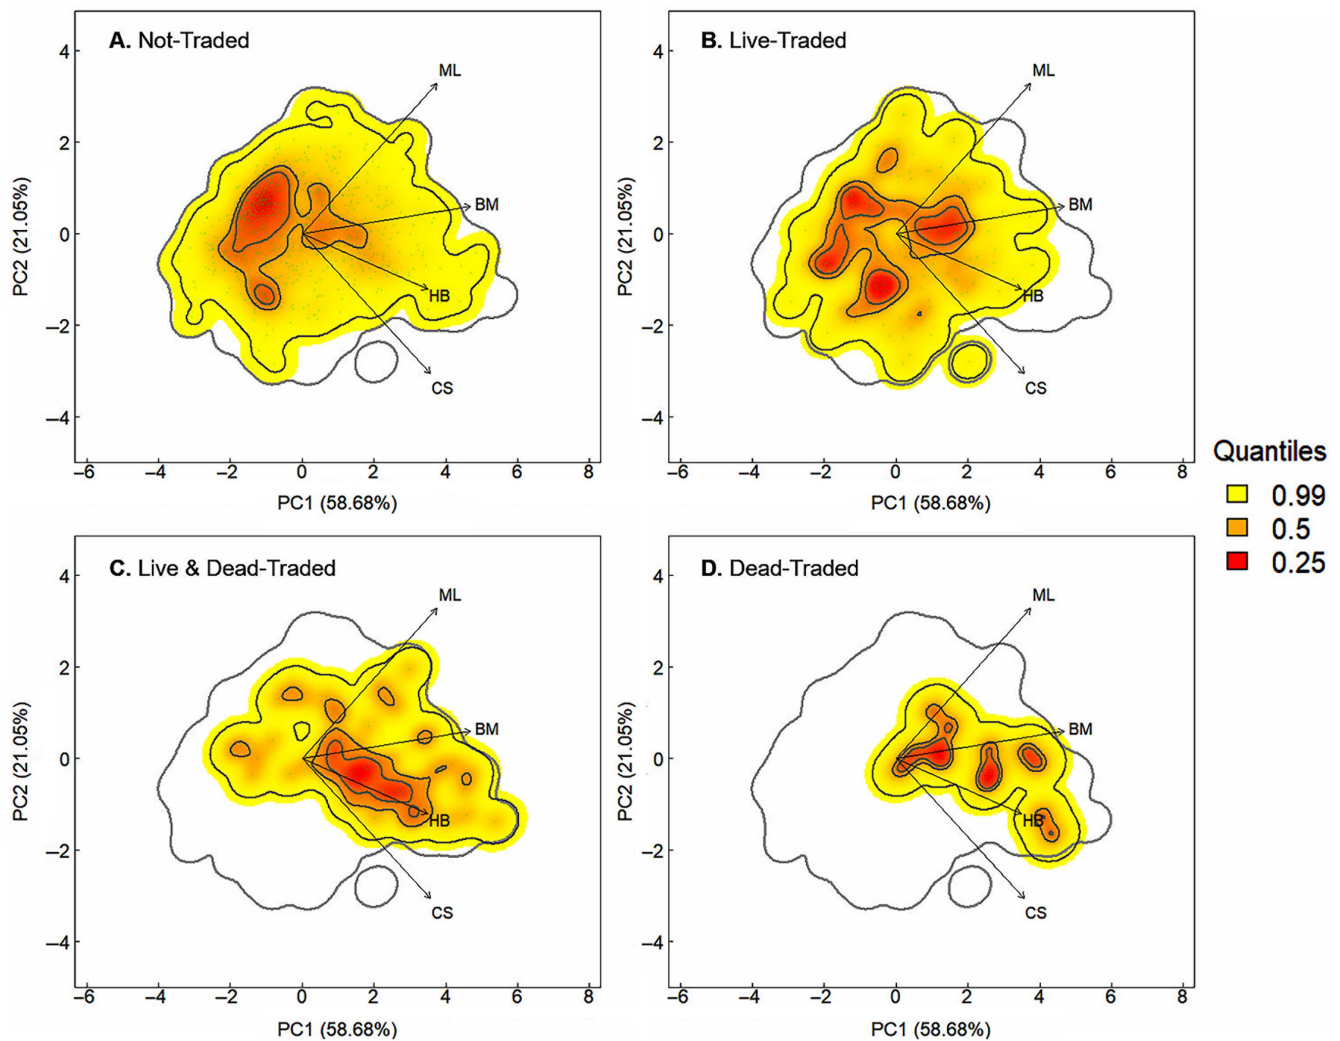 A. Not-Traded
4
2
0
–2
–4
PC2 (21.05%)
ML
BM
HB
CS
–6 –4 –2 0 2 4 6 8
PC1 (58.68%)
B. Live-Traded
4
2
0
–2
–4
PC2 (21.05%)
ML
BM
HB
CS
–6 –4 –2 0 2 4 6 8
PC1 (58.68%)
Quantiles
0.99
0.5
0.25
C. Live & Dead-Traded
4
2
0
–2
–4
PC2 (21.05%)
ML
BM
HB
CS
–6 –4 –2 0 2 4 6 8
PC1 (58.68%)
D. Dead-Traded
4
2
0
–2
–4
PC2 (21.05%)
ML
BM
HB
CS
–6 –4 –2 0 2 4 6 8
PC1 (58.68%)